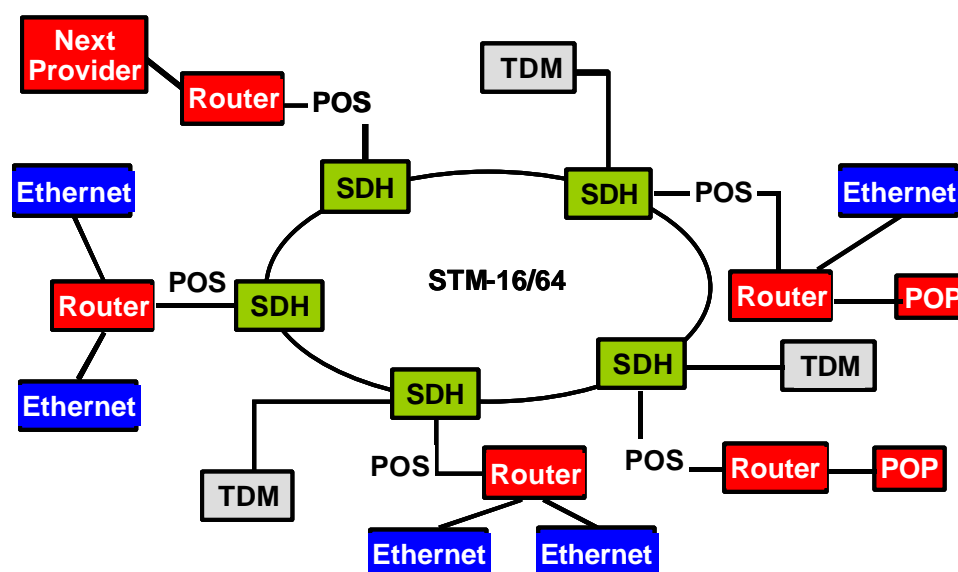 Next
Provider
TDM
Router
POS
SDH
SDH
Ethernet
POS
Ethernet
POS
STM-16/64
Router
SDH
Router
POP
SDH
TDM
Ethernet
SDH
POS
Router
POS
Router
POP
TDM
Ethernet
Ethernet